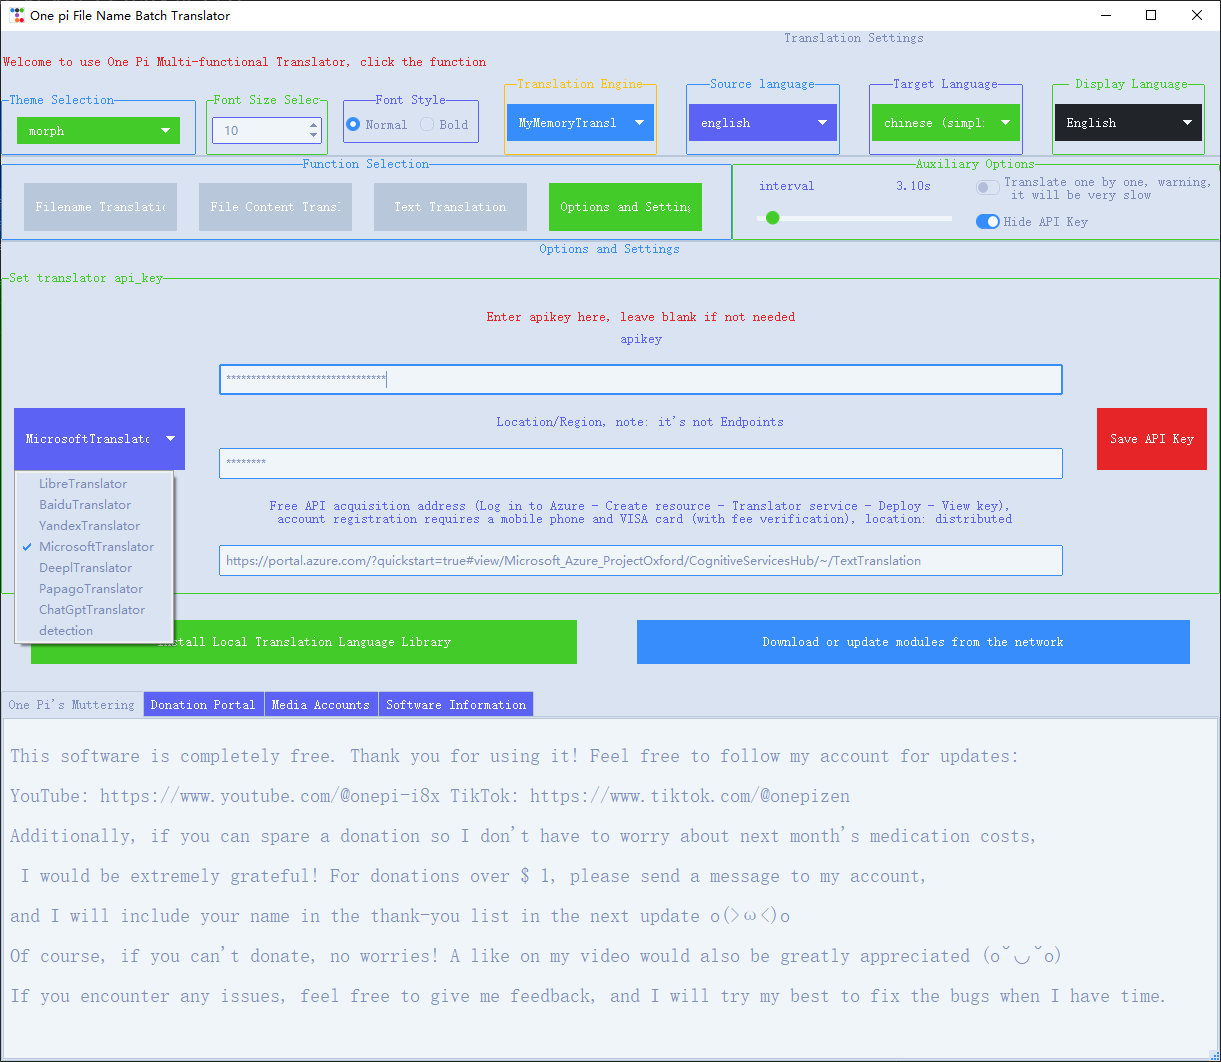 One pi File Name Batch Translator
Translation Settings
Welcome to use One Pi Multi-functional Translator, click the function
Theme Selection
morph
Font Size Selec
10
Font Style
Normal
Bold
Translation Engine
MyMemoryTransl
Source language
english
Target Language
chinese (simpl:
Display Language
English
Function Selection
Filename Translatic
File Content Trans.
Text Translation
Options and Setting
Auxiliary Options
interval
3.10s
Translate one by one, warning,
it will be very slow
Hide API Key
Options and Settings
Set translator api_key
Enter apikey here, leave blank if not needed
apikey
********************************
Location/Region, note: it's not Endpoints
********
MicrosoftTranslatc
Save API Key
LibreTranslator
BaiduTranslator
YandexTranslator
MicrosoftTranslator
DeeplTranslator
PapagoTranslator
ChatGptTranslator
detection
Free API acquisition address (Log in to Azure - Create resource - Translator service - Deploy - View key),
account registration requires a mobile phone and VISA card (with fee verification), location: distributed
https://portal.azure.com/?quickstart=true#view/Microsoft_Azure_ProjectOxford/CognitiveServicesHub/~/TextTranslation
Install Local Translation Language Library
Download or update modules from the network
One Pi's Muttering
Donation Portal
Media Accounts
Software Information
This software is completely free. Thank you for using it! Feel free to follow my account for updates:
YouTube: https://www.youtube.com/@onepi-i8x TikTok: https://www.tiktok.com/@onepizen
Additionally, if you can spare a donation so I don't have to worry about next month's medication costs,
I would be extremely grateful! For donations over $ 1, please send a message to my account,
and I will include your name in the thank-you list in the next update o(>ω<)o
Of course, if you can't donate, no worries! A like on my video would also be greatly appreciated (o˘◡˘o)
If you encounter any issues, feel free to give me feedback, and I will try my best to fix the bugs when I have time.